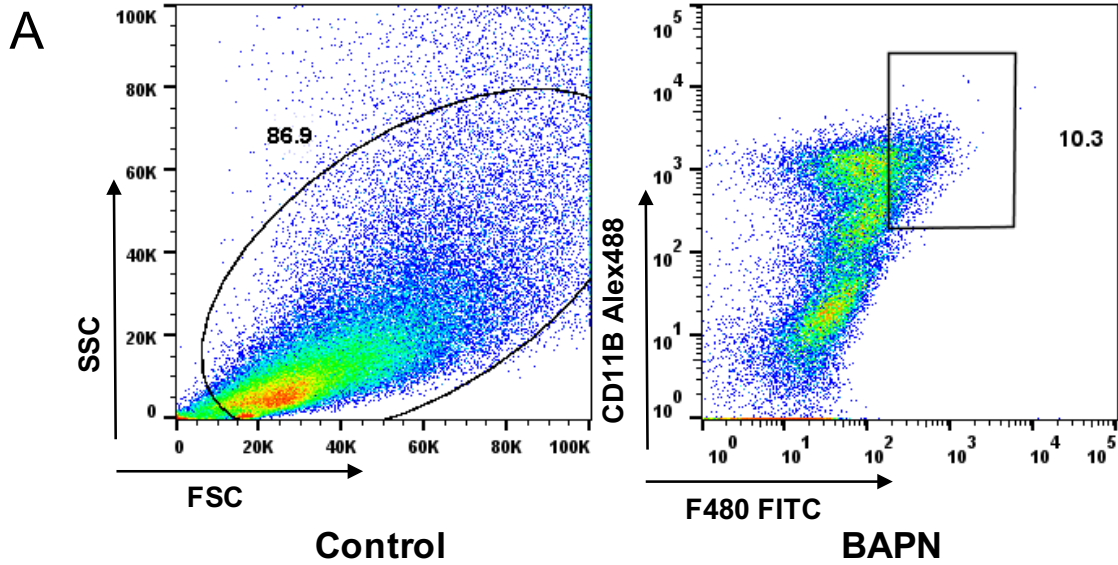 A
100K
80K
60K
40K
20K
0
86.9
SSC
0 20K 40K 60K 80K 100K
FSC
Control
10^5
10^4
10^3
10^2
10^1
10^0
10.3
CD11B Alex488
10^0 10^1 10^2 10^3 10^4 10^5
F480 FITC
BAPN